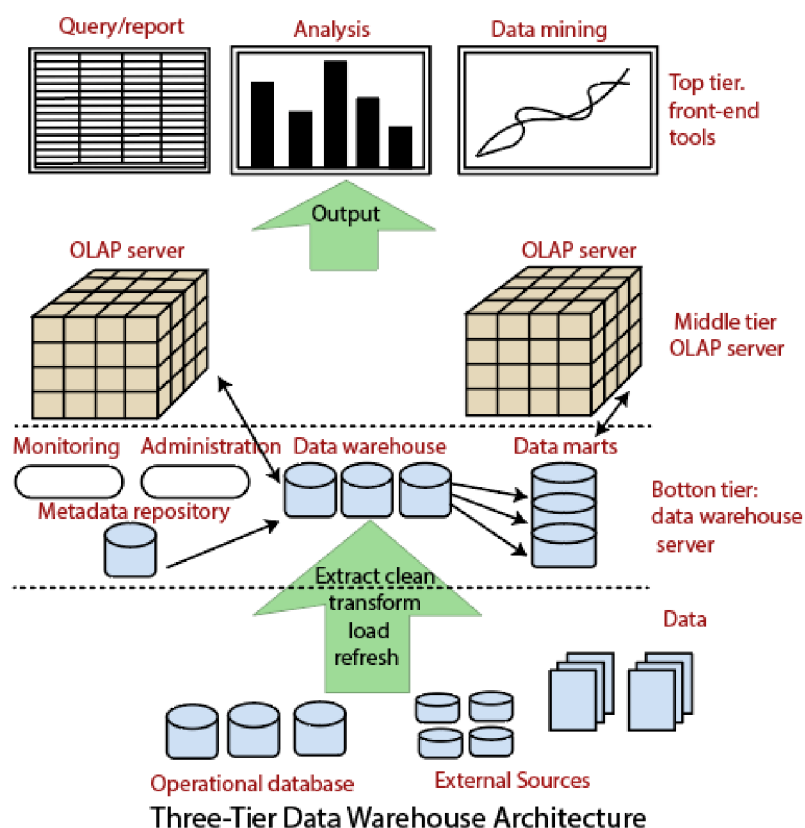 Query/report
Analysis
Data mining
Top tier.
front-end
tools
Output
OLAP server
OLAP server
Middle tier
OLAP server
Monitoring
Administration
Data warehouse
Data marts
Metadata repository
Botton tier:
data warehouse
server
Extract clean
transform
load
refresh
Data
Operational database
External Sources
Three-Tier Data Warehouse Architecture